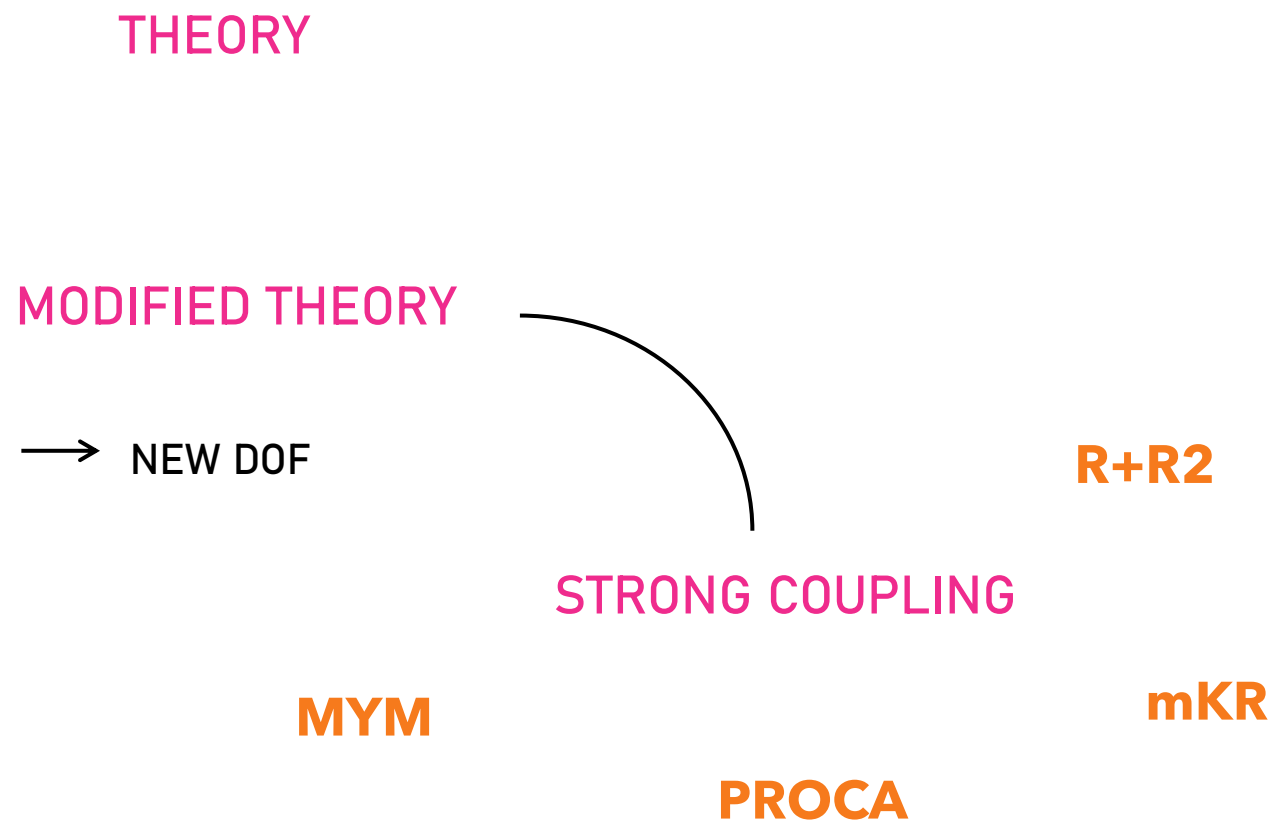 THEORY
MODIFIED THEORY
NEW DOF
R+R2
STRONG COUPLING
mKR
MYM
PROCA